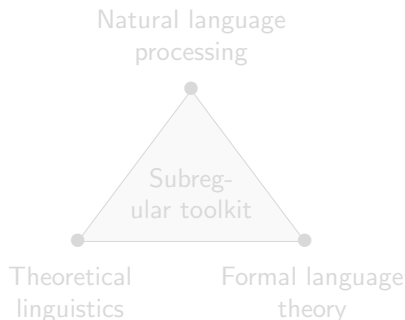 Natural language
processing
Subreg-
ular toolkit
Theoretical
linguistics
Formal language
theory